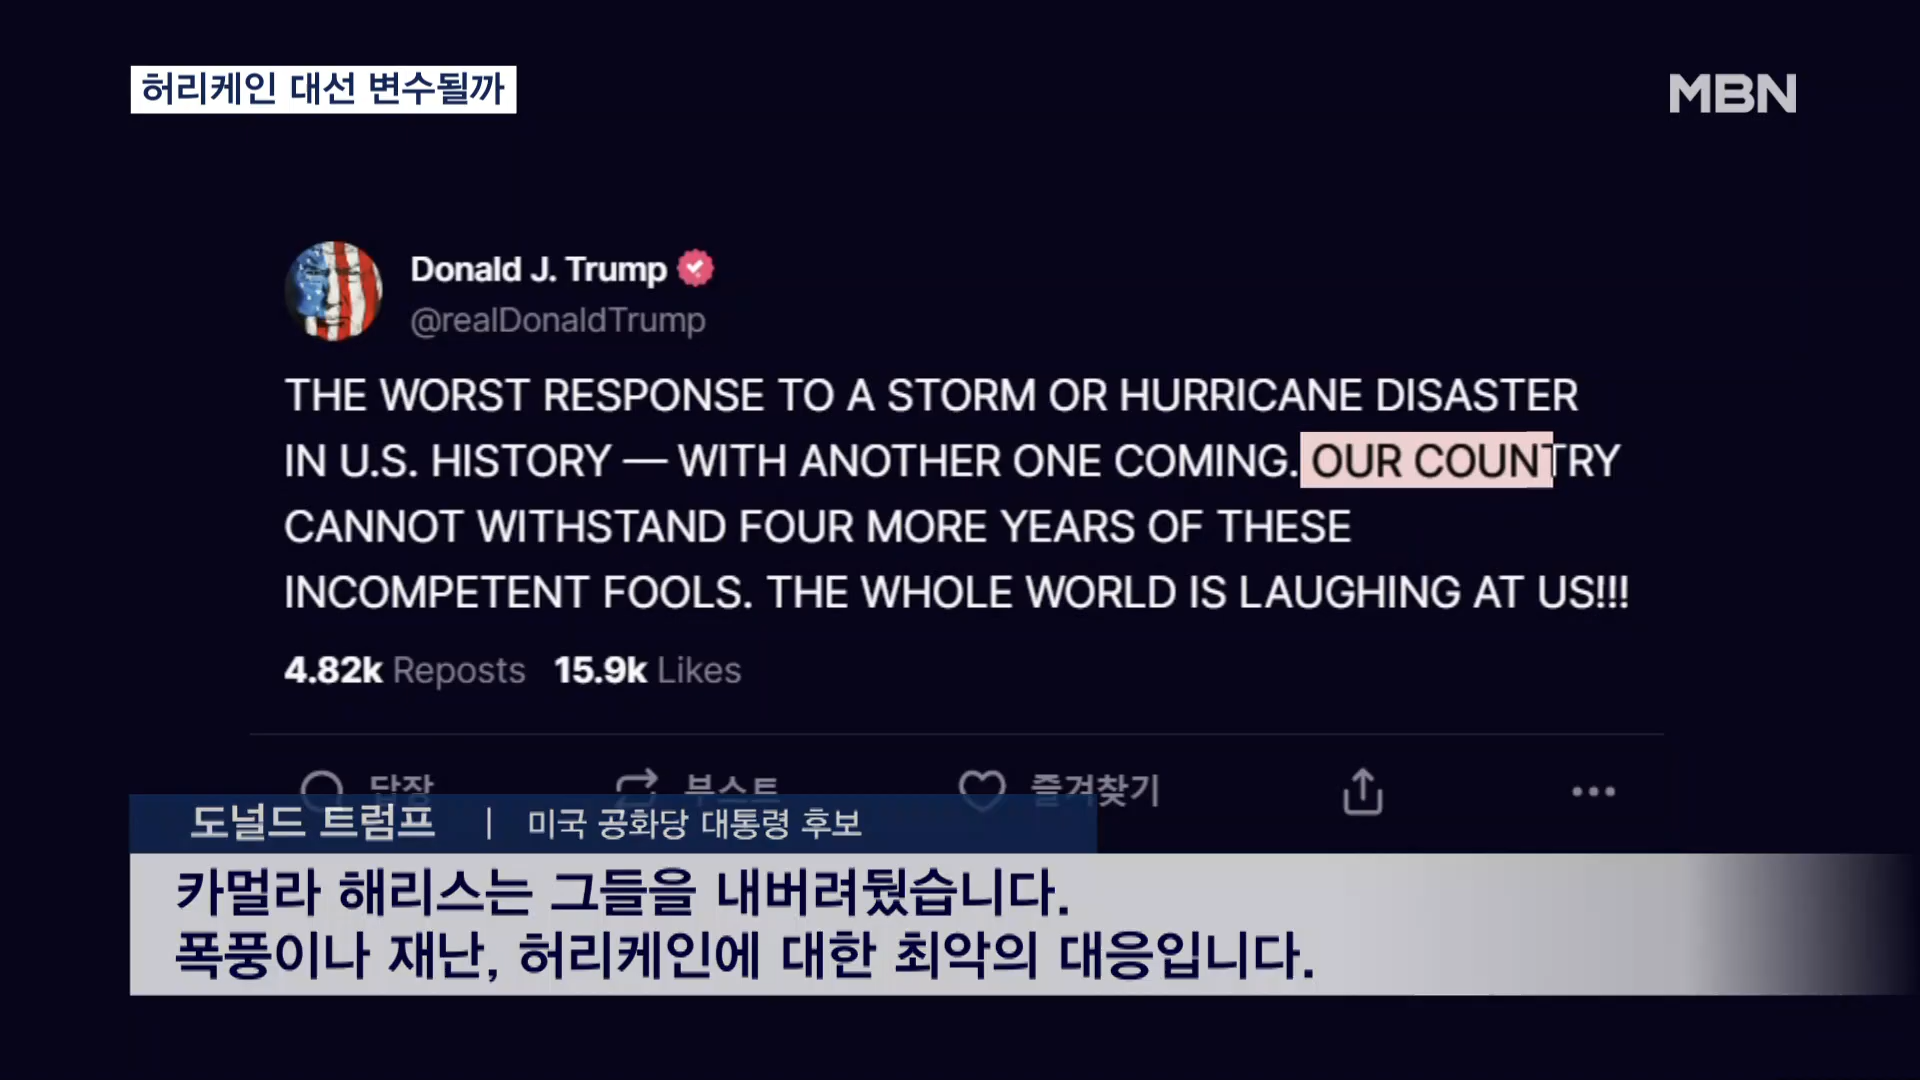 허리케인 대선 변수될까
MBN
Donald J. Trump
@realDonaldTrump
THE WORST RESPONSE TO A STORM OR HURRICANE DISASTER
IN U.S. HISTORY — WITH ANOTHER ONE COMING. OUR COUNTRY
CANNOT WITHSTAND FOUR MORE YEARS OF THESE
INCOMPETENT FOOLS. THE WHOLE WORLD IS LAUGHING AT US!!!
4.82k Reposts 15.9k Likes
답장 부스트 즐겨찾기
도널드 트럼프 | 미국 공화당 대통령 후보
카멀라 해리스는 그들을 내버려뒀습니다.
폭풍이나 재난, 허리케인에 대한 최악의 대응입니다.